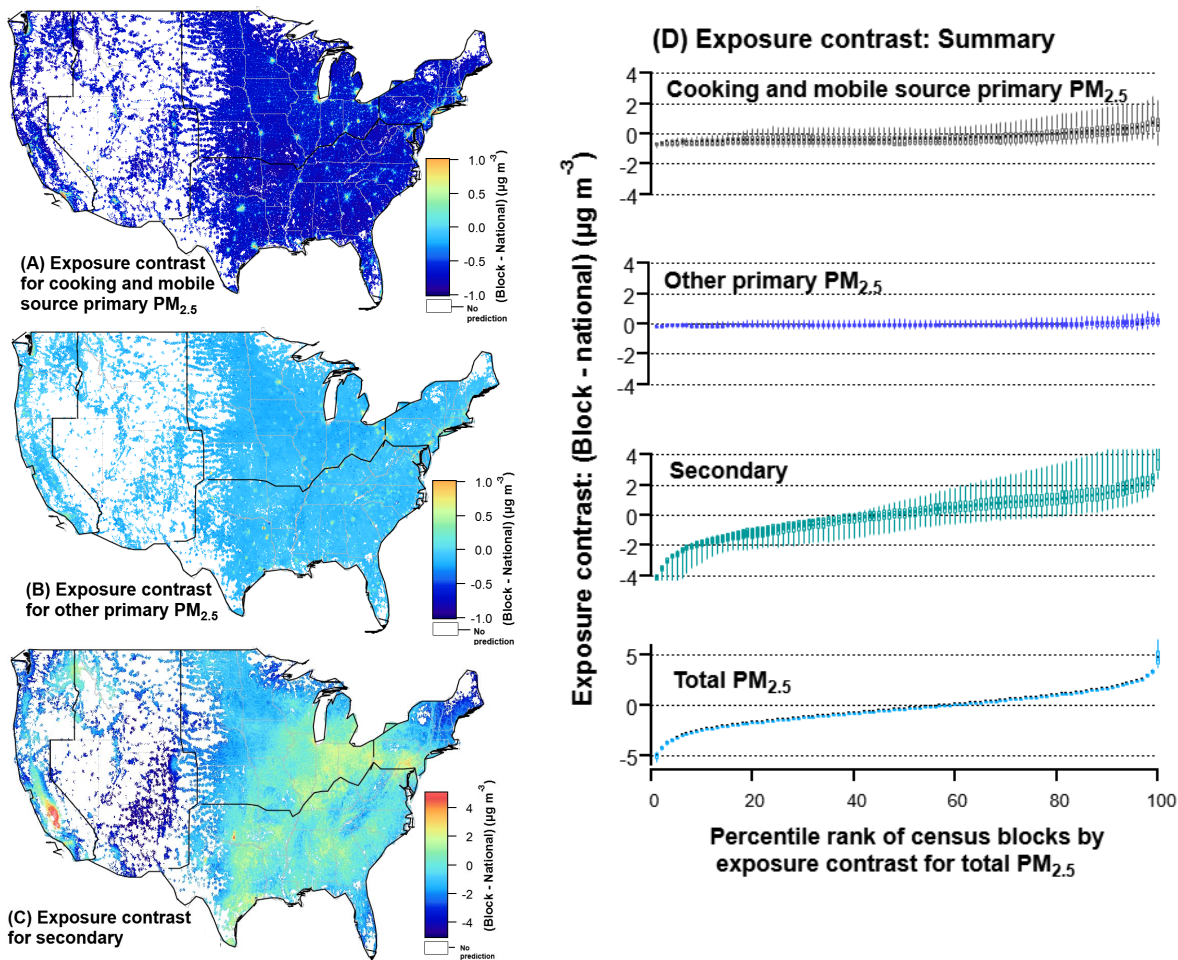 (A) Exposure contrast
for cooking and mobile
source primary PM2.5
1.0
0.5
0.0
-0.5
-1.0
(Block - National) (µg m-3)
No
prediction
(B) Exposure contrast
for other primary PM2.5
1.0
0.5
0.0
-0.5
-1.0
(Block - National) (µg m-3)
No
prediction
(C) Exposure contrast
for secondary
4
2
0
-2
-4
(Block - National) (µg m-3)
No
prediction
(D) Exposure contrast: Summary
Exposure contrast: (Block - national) (µg m-3)
Cooking and mobile source primary PM2.5
4
2
0
-2
-4
Other primary PM2.5
4
2
0
-2
-4
Secondary
4
2
0
-2
-4
Total PM2.5
5
0
-5
0
20
40
60
80
100
Percentile rank of census blocks by
exposure contrast for total PM2.5